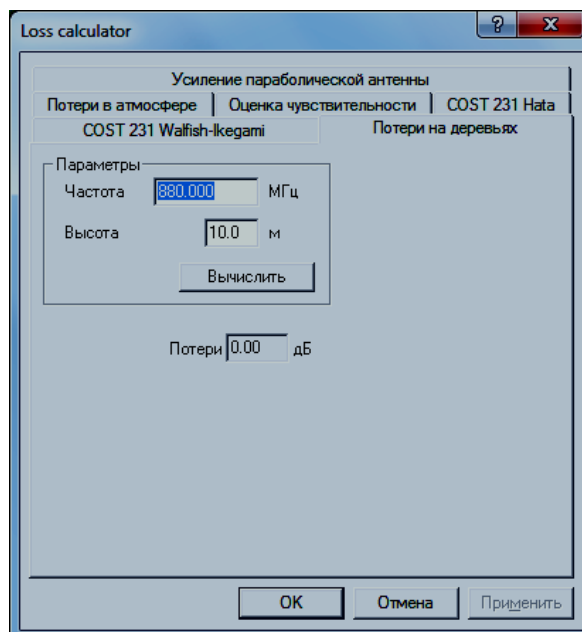 Loss calculator
Усиление параболической антенны
Потери в атмосфере Оценка чувствительности COST 231 Hata
COST 231 Walfish-Ikegami Потери на деревьях
Параметры
Частота 880.000 МГц
Высота 10.0 м
Вычислить
Потери 0.00 дБ
OK Отмена Применить